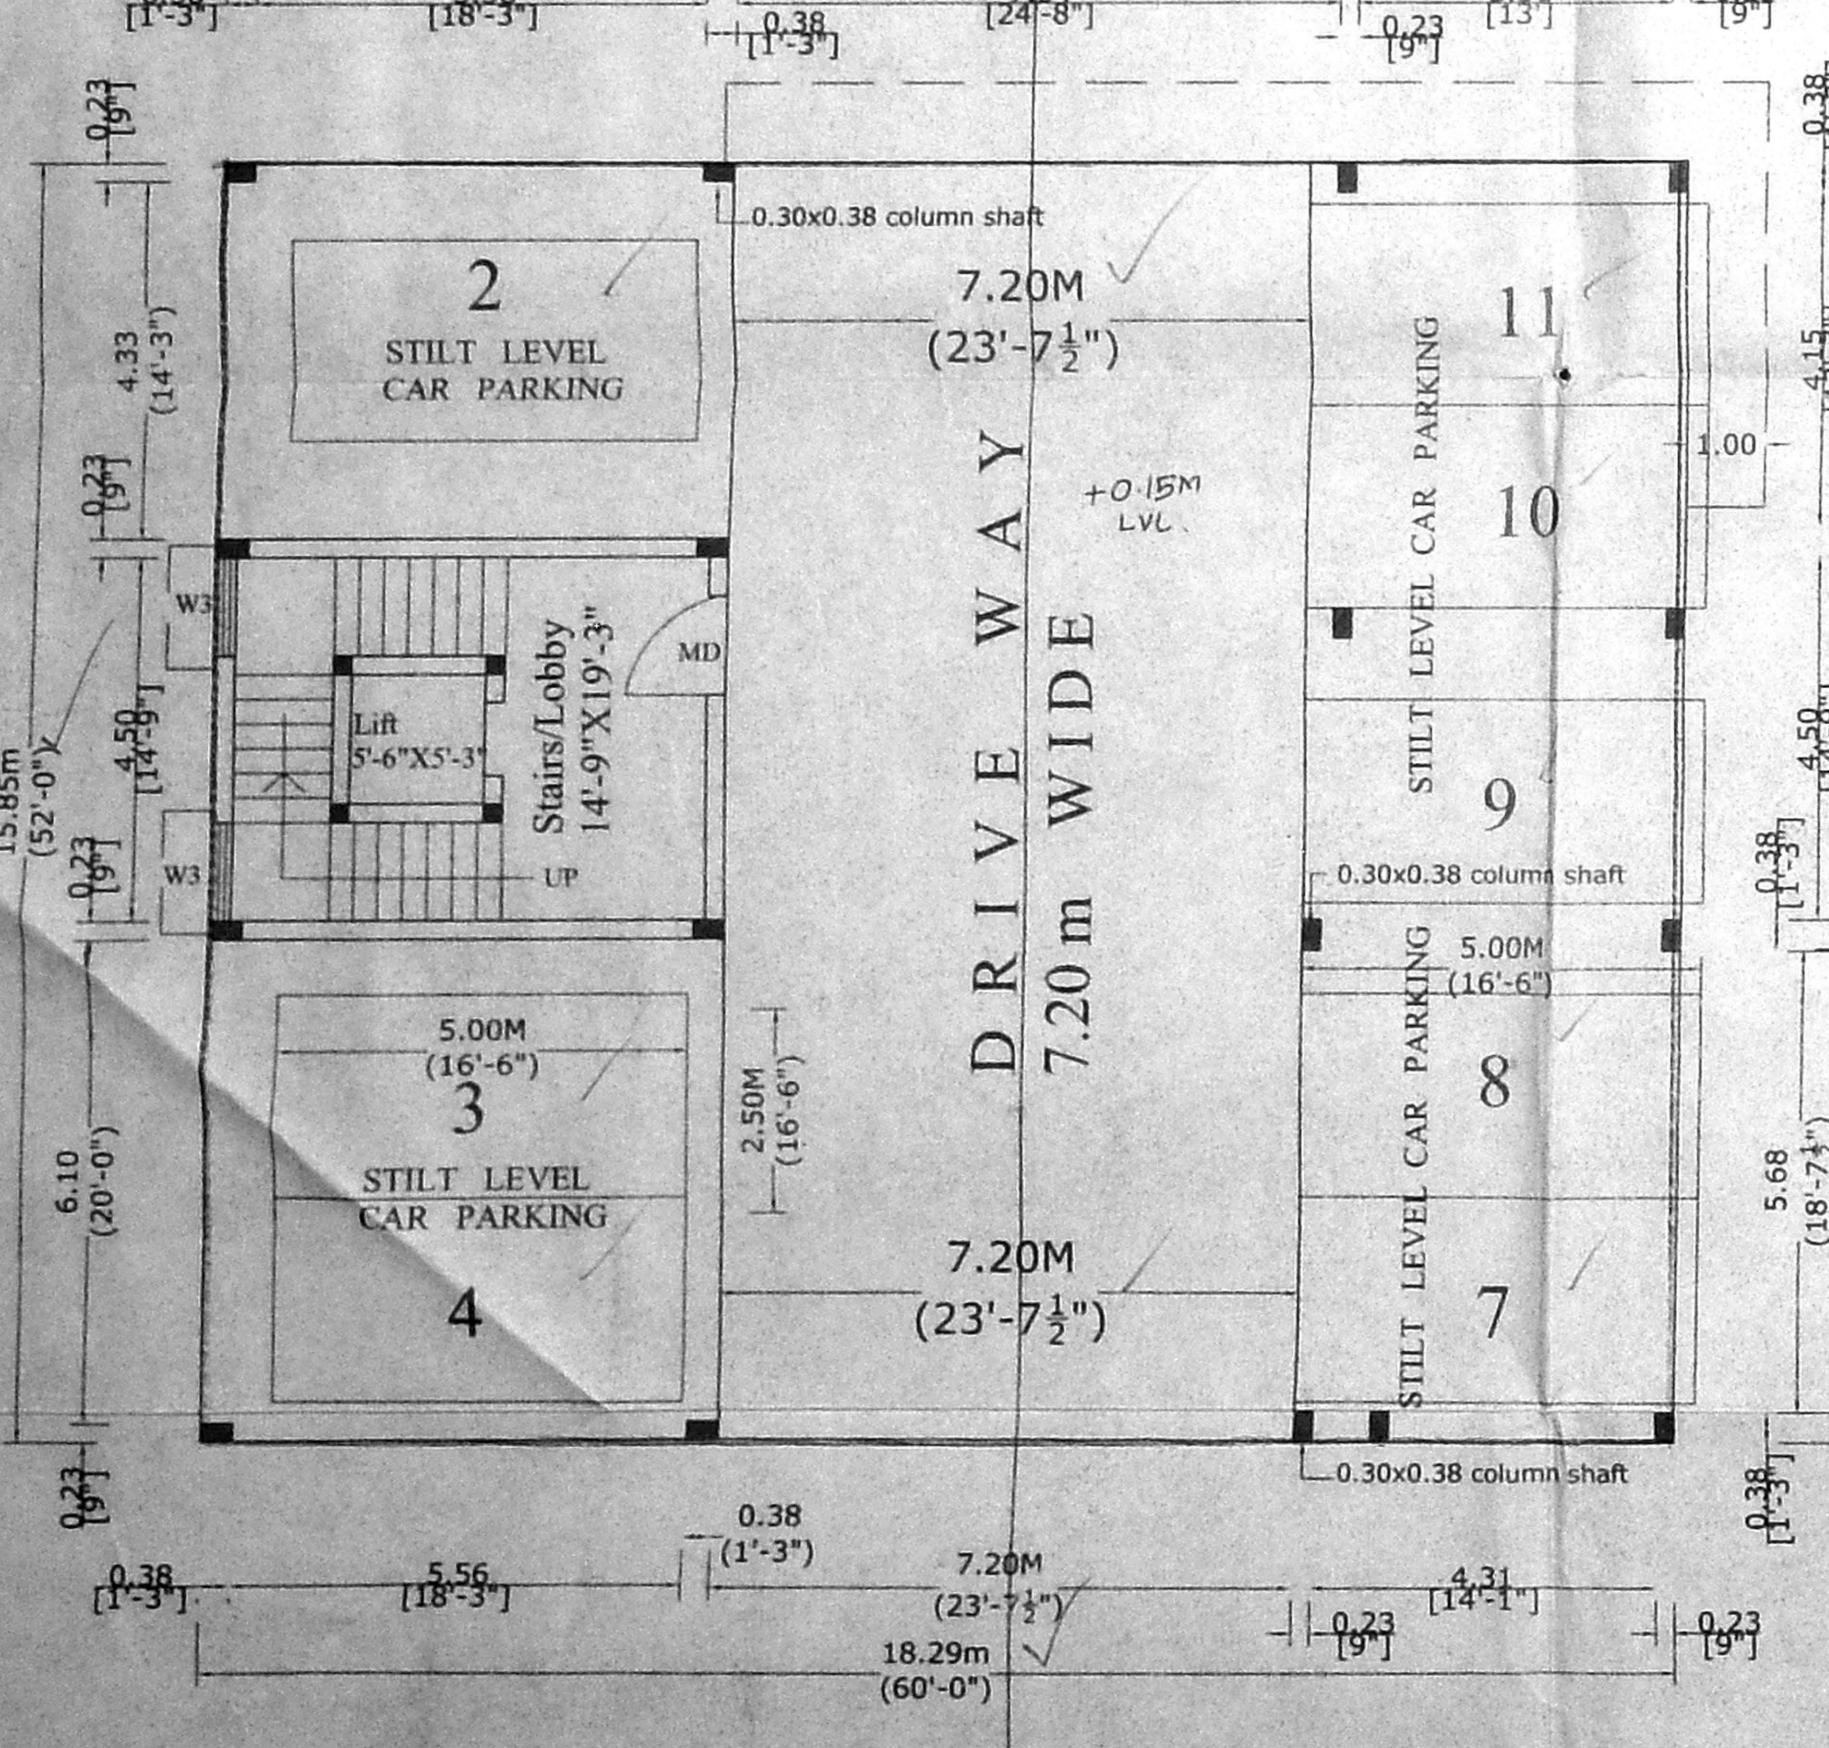 [1'-3"]
[18'-3"]
0.38
[1'-3"]
[24'-8"]
0.23
[9"]
[13']
[9"]
0.23
[9"]
0.38
0.30x0.38 column shaft
2
STILT LEVEL
CAR PARKING
7.20M
(23'-7½")
11
4.33
(14'-3")
4.15
STILT LEVEL CAR PARKING
1.00
0.23
[9"]
+0.15M
LVL.
10
W3
MD
Stairs/Lobby
14'-9"X19'-3"
Lift
5'-6"X5'-3"
DRIVE WAY
7.20 m WIDE
15.85m
(52'-0")
4.50
[14'-9"]
4.50
9
0.23
[9"]
W3
UP
0.30x0.38 column shaft
0.38
[1'-3"]
5.00M
(16'-6")
STILT LEVEL CAR PARKING
5.00M
(16'-6")
3
2.50M
(16'-6")
8
STILT LEVEL
CAR PARKING
6.10
(20'-0")
5.68
(18'-7½")
4
7.20M
(23'-7½")
7
0.30x0.38 column shaft
0.23
[9"]
0.38
[1'-3"]
0.38
(1'-3")
0.38
[1'-3"]
5.56
[18'-3"]
7.20M
(23'-7½")
4.31
[14'-1"]
0.23
[9"]
0.23
[9"]
18.29m
(60'-0")